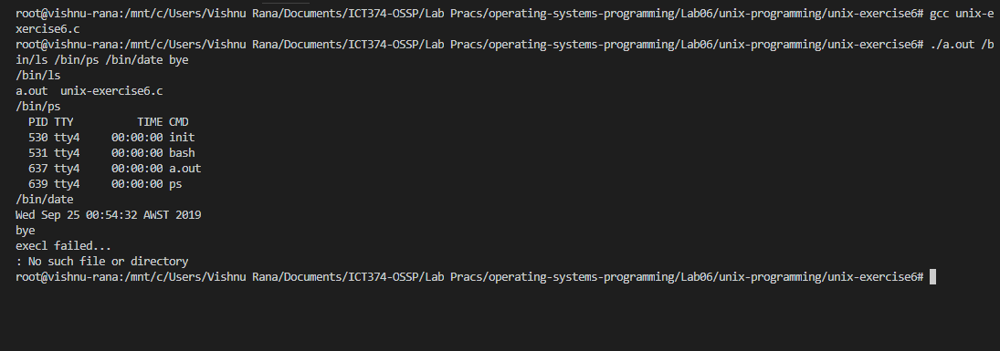 root@vishnu-rana:/mnt/c/Users/Vishnu Rana/Documents/ICT374-OSSP/Lab Pracs/operating-systems-programming/Lab06/unix-programming/unix-exercise6# gcc unix-e
xercise6.c
root@vishnu-rana:/mnt/c/Users/Vishnu Rana/Documents/ICT374-OSSP/Lab Pracs/operating-systems-programming/Lab06/unix-programming/unix-exercise6# ./a.out /b
in/ls /bin/ps /bin/date bye
/bin/ls
a.out  unix-exercise6.c
/bin/ps
  PID TTY          TIME CMD
  530 tty4     00:00:00 init
  531 tty4     00:00:00 bash
  637 tty4     00:00:00 a.out
  639 tty4     00:00:00 ps
/bin/date
Wed Sep 25 00:54:32 AWST 2019
bye
execl failed...
: No such file or directory
root@vishnu-rana:/mnt/c/Users/Vishnu Rana/Documents/ICT374-OSSP/Lab Pracs/operating-systems-programming/Lab06/unix-programming/unix-exercise6#